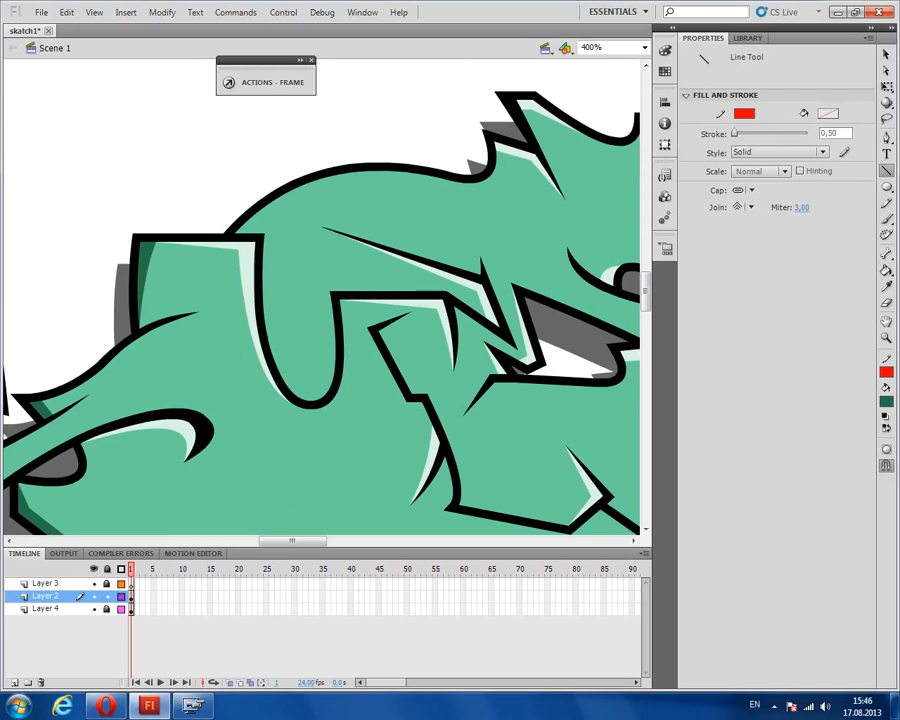 Fl File Edit View Insert Modify Text Commands Control Debug Window Help ESSENTIALS CS Live
skatch1*
Scene 1 400%
ACTIONS - FRAME
PROPERTIES LIBRARY
Line Tool
FILL AND STROKE
Stroke: 0,50
Style: Solid
Scale: Normal Hinting
Cap:
Join: Miter: 3,00
TIMELINE OUTPUT COMPILER ERRORS MOTION EDITOR
1 5 10 15 20 25 30 35 40 45 50 55 60 65 70 75 80 85 90
Layer 3
Layer 2
Layer 4
1 24,00 fps 0,0 s
Fl EN 15:46
17.08.2013